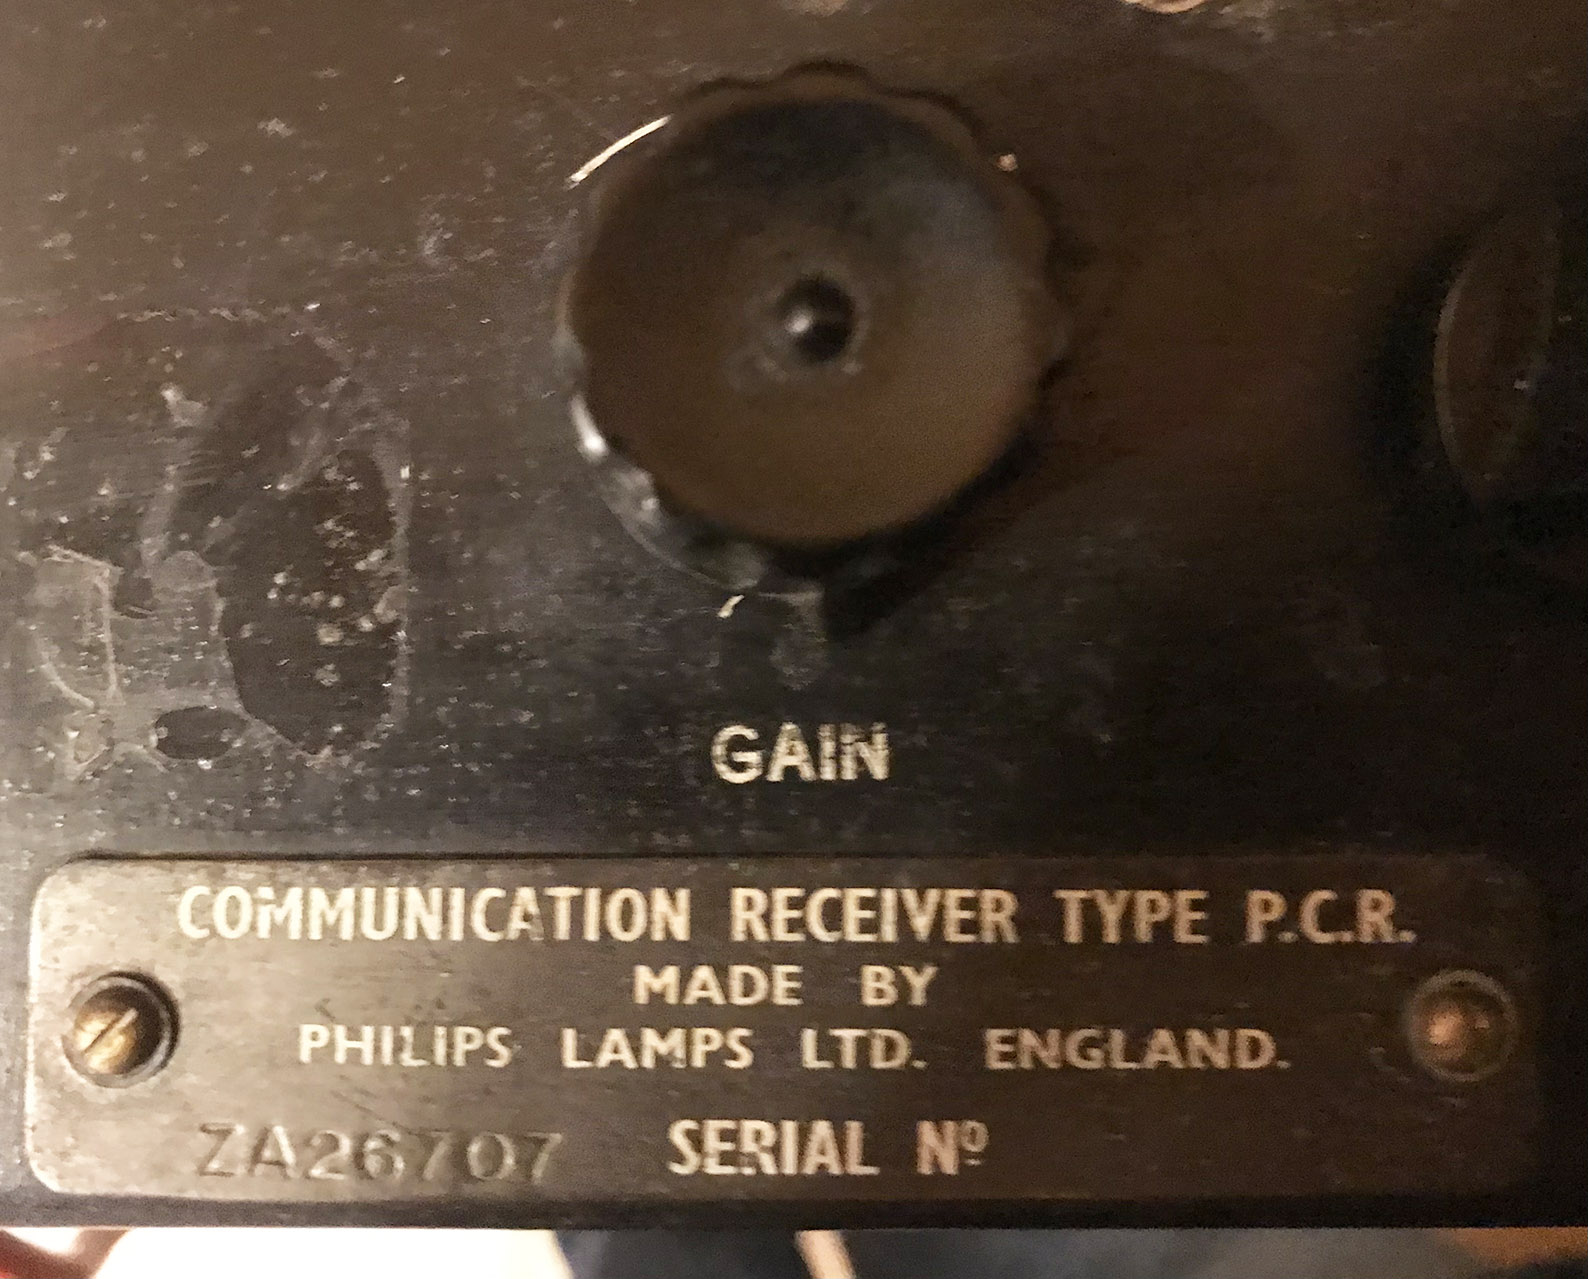 GAIN
COMMUNICATION RECEIVER TYPE P.C.R.
MADE BY
PHILIPS LAMPS LTD. ENGLAND.
ZA26707 SERIAL Nº